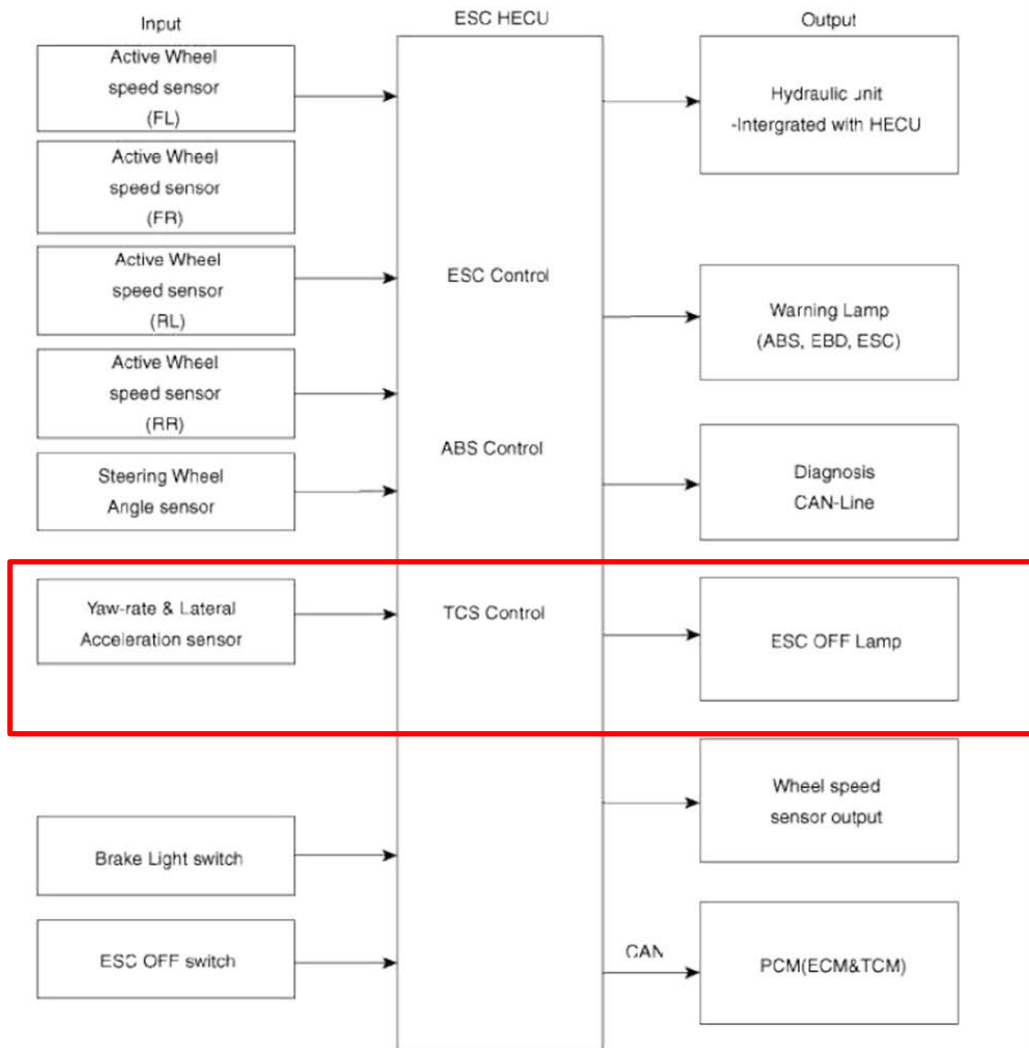 Input
ESC HECU
Output
Active Wheel
speed sensor
(FL)
Active Wheel
speed sensor
(FR)
Active Wheel
speed sensor
(RL)
Active Wheel
speed sensor
(RR)
Steering Wheel
Angle sensor
Yaw-rate & Lateral
Acceleration sensor
Brake Light switch
ESC OFF switch
ESC Control
ABS Control
TCS Control
Hydraulic unit
-Intergrated with HECU
Warning Lamp
(ABS, EBD, ESC)
Diagnosis
CAN-Line
ESC OFF Lamp
Wheel speed
sensor output
CAN
PCM(ECM&TCM)